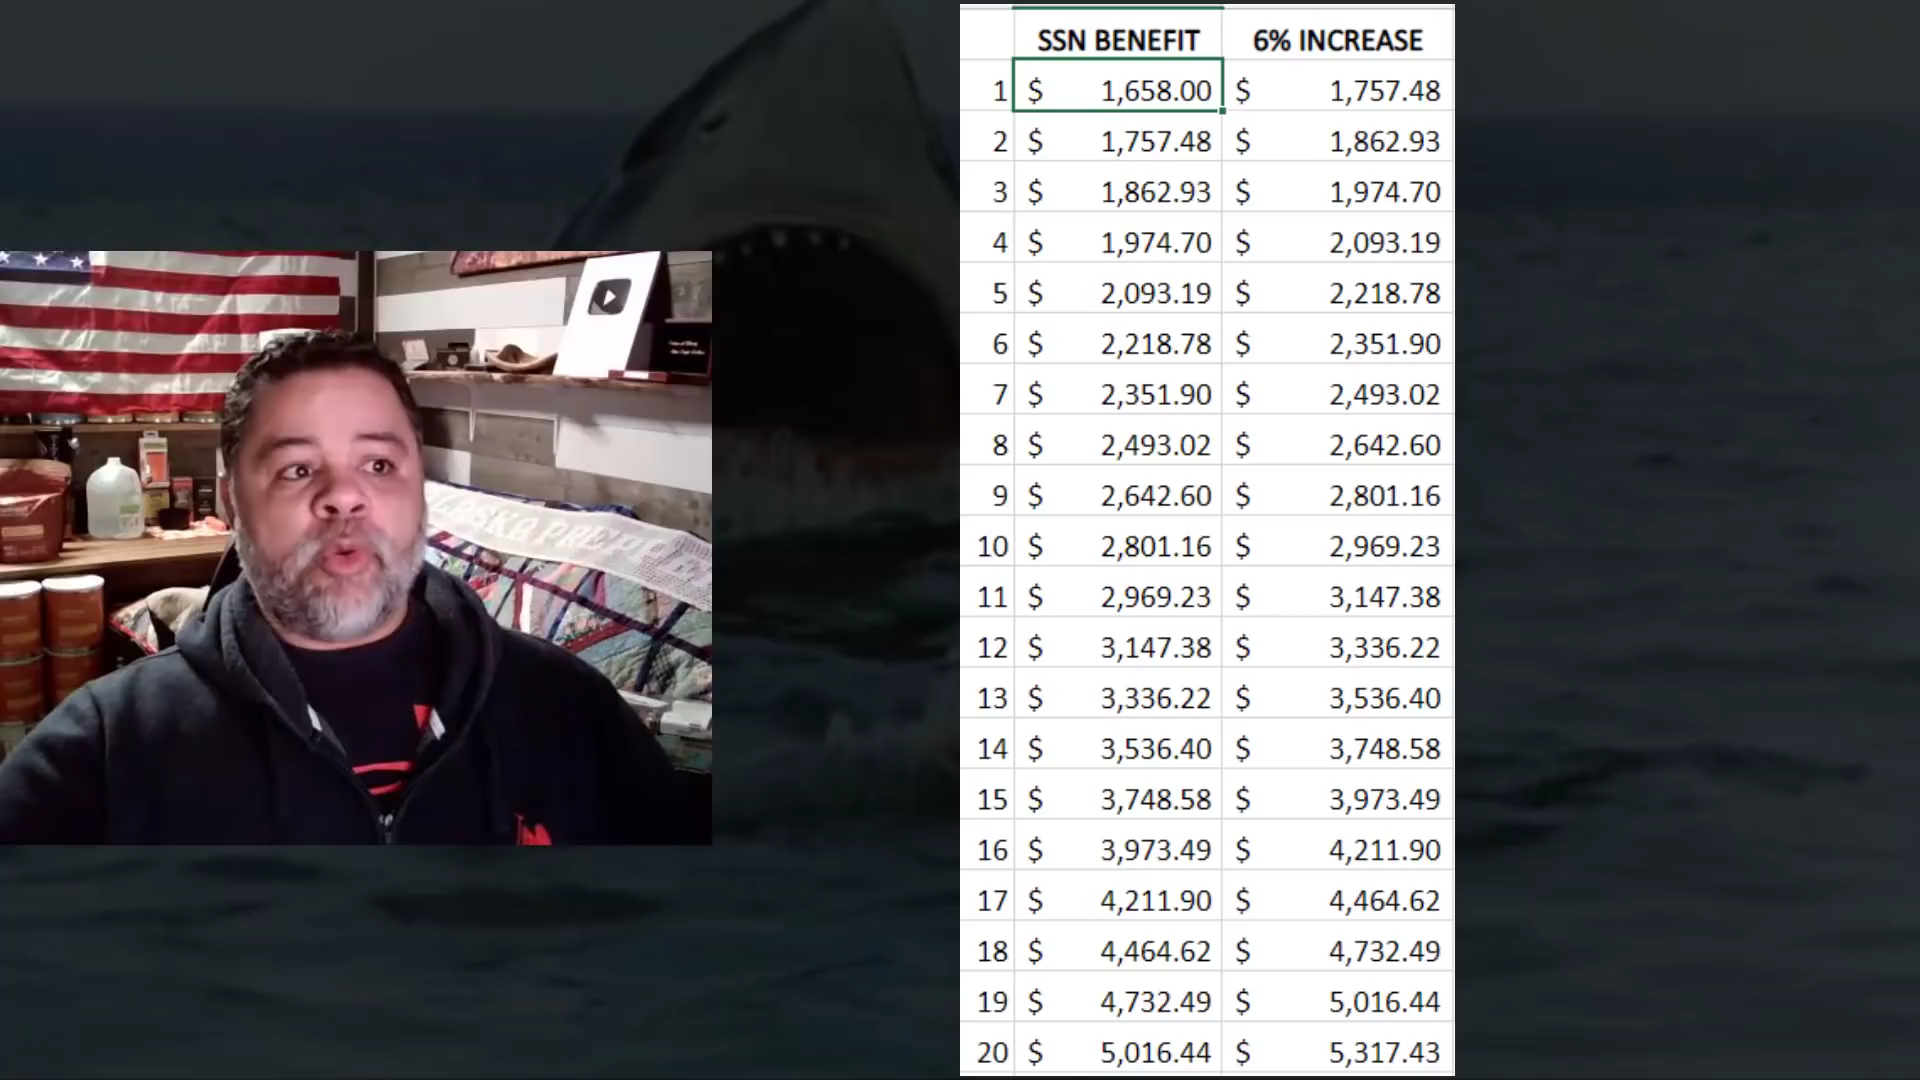 SSN BENEFIT 6% INCREASE
1 $ 1,658.00 $ 1,757.48
2 $ 1,757.48 $ 1,862.93
3 $ 1,862.93 $ 1,974.70
4 $ 1,974.70 $ 2,093.19
5 $ 2,093.19 $ 2,218.78
6 $ 2,218.78 $ 2,351.90
7 $ 2,351.90 $ 2,493.02
8 $ 2,493.02 $ 2,642.60
9 $ 2,642.60 $ 2,801.16
10 $ 2,801.16 $ 2,969.23
11 $ 2,969.23 $ 3,147.38
12 $ 3,147.38 $ 3,336.22
13 $ 3,336.22 $ 3,536.40
14 $ 3,536.40 $ 3,748.58
15 $ 3,748.58 $ 3,973.49
16 $ 3,973.49 $ 4,211.90
17 $ 4,211.90 $ 4,464.62
18 $ 4,464.62 $ 4,732.49
19 $ 4,732.49 $ 5,016.44
20 $ 5,016.44 $ 5,317.43